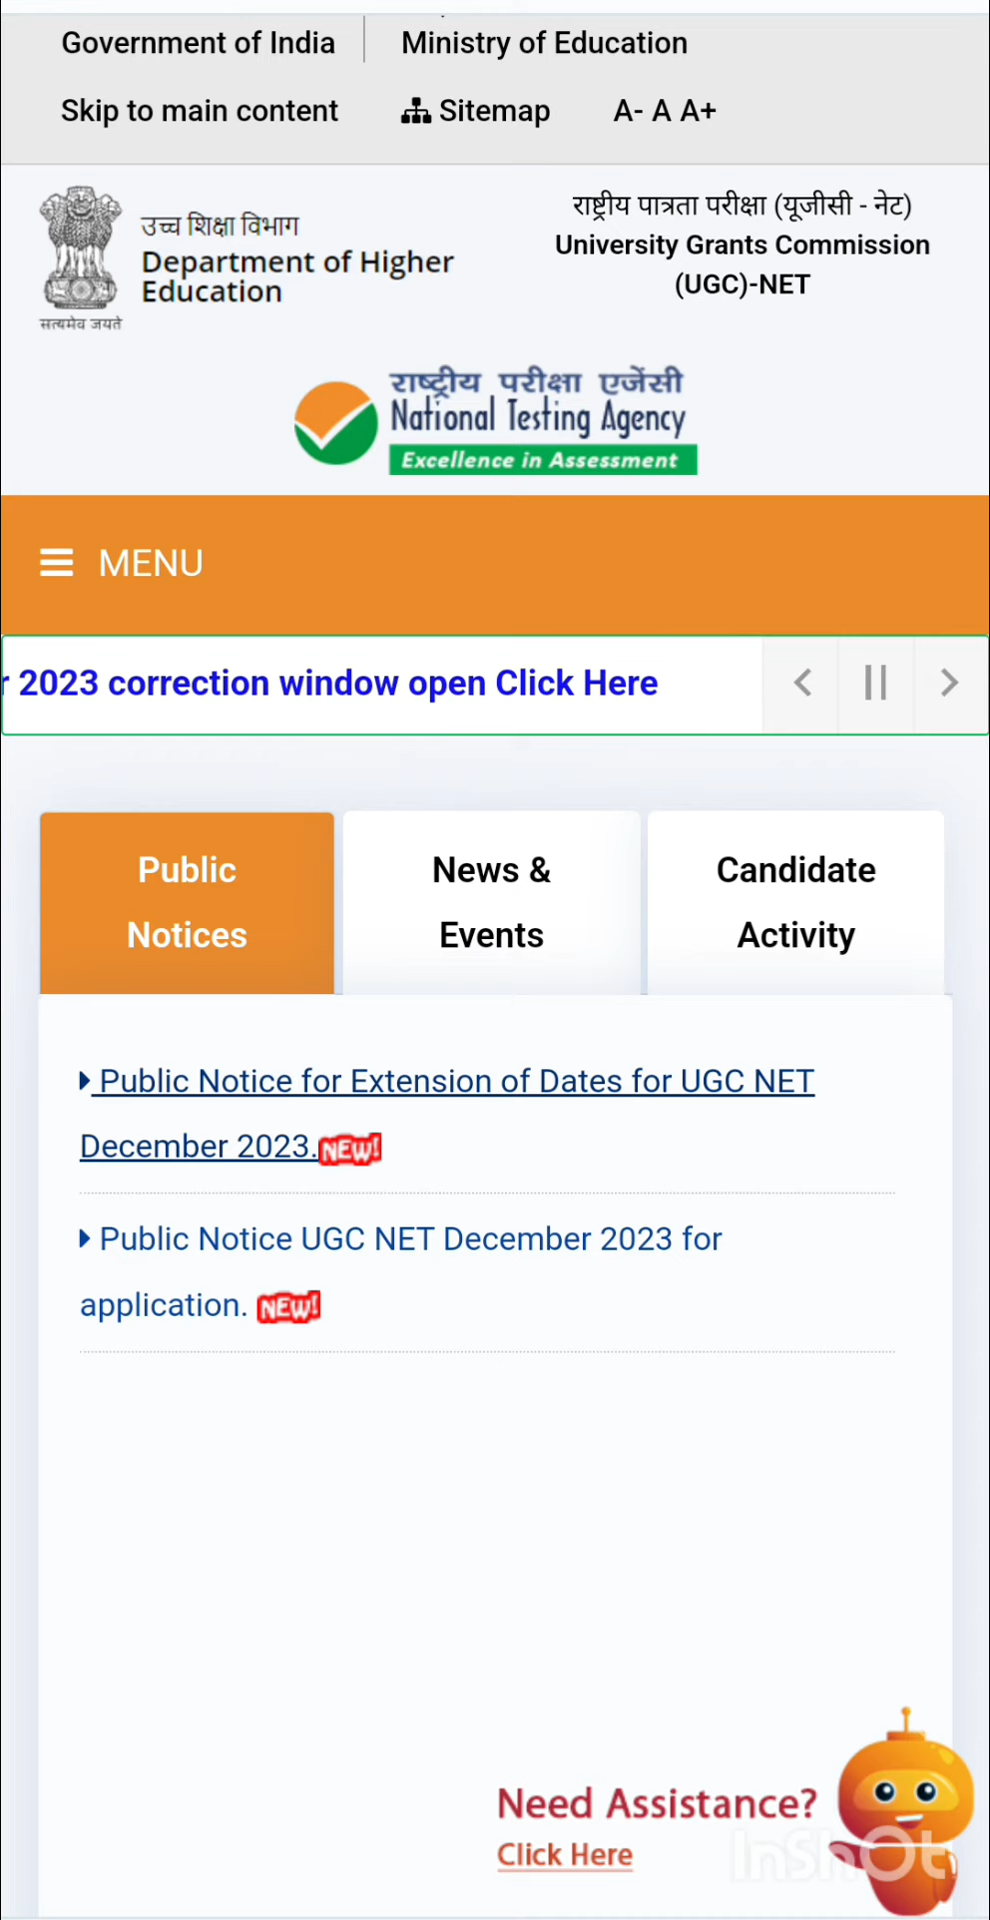 Government of India
Ministry of Education
Skip to main content
Sitemap
A- A A+
उच्च शिक्षा विभाग
Department of Higher
Education
सत्यमेव जयते
राष्ट्रीय पात्रता परीक्षा (यूजीसी - नेट)
University Grants Commission
(UGC)-NET
राष्ट्रीय परीक्षा एजेंसी
National Testing Agency
Excellence in Assessment
MENU
2023 correction window open Click Here
Public
Notices
News &
Events
Candidate
Activity
Public Notice for Extension of Dates for UGC NET
December 2023. NEW!
Public Notice UGC NET December 2023 for
application. NEW!
Need Assistance?
Click Here
InShOt